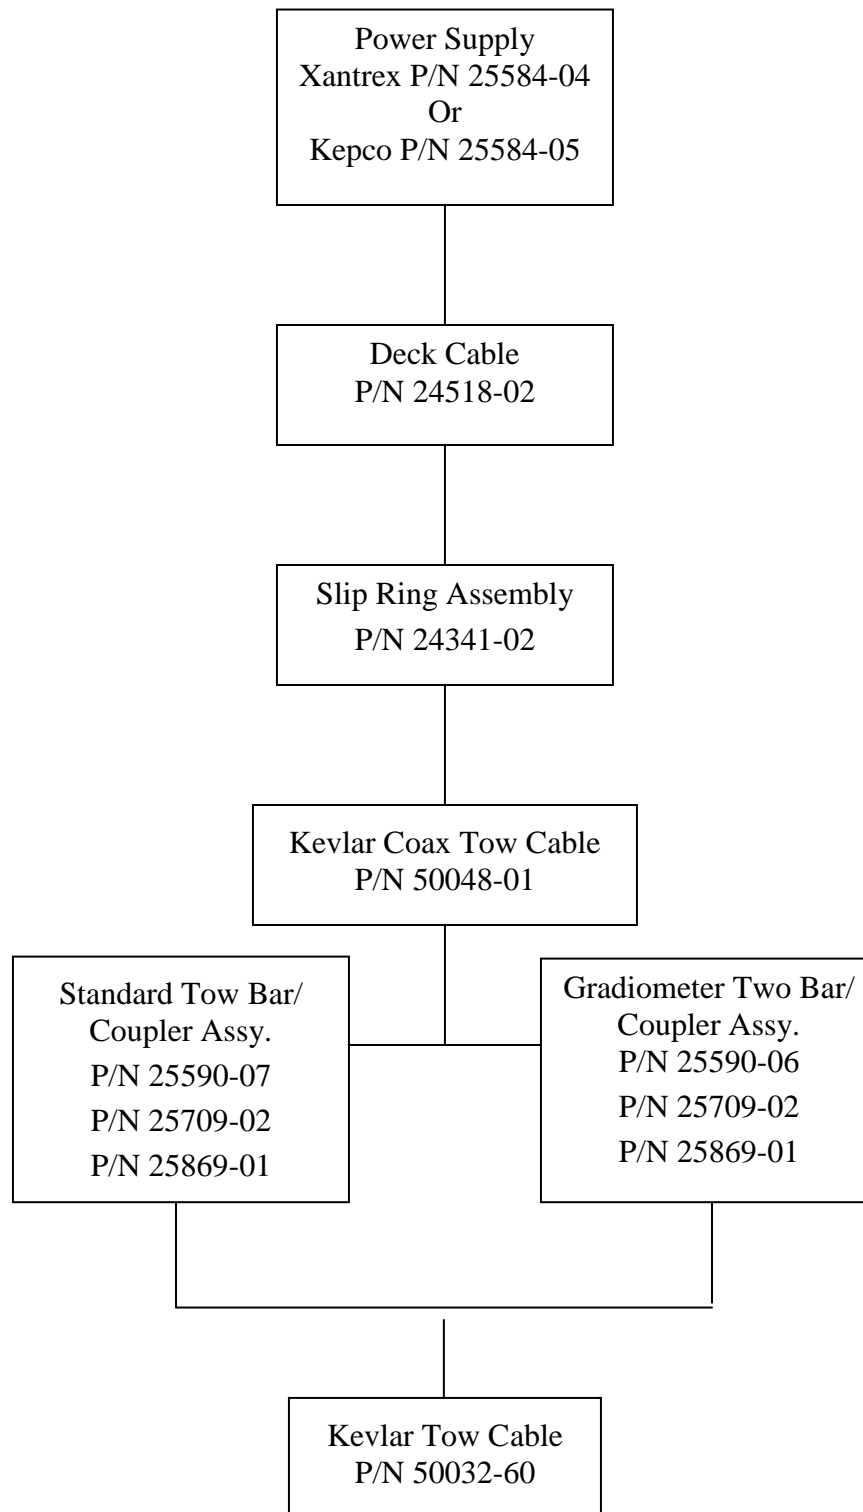 Power Supply
Xantrex P/N 25584-04
Or
Kepco P/N 25584-05
Deck Cable
P/N 24518-02
Slip Ring Assembly
P/N 24341-02
Kevlar Coax Tow Cable
P/N 50048-01
Standard Tow Bar/
Coupler Assy.
P/N 25590-07
P/N 25709-02
P/N 25869-01
Gradiometer Two Bar/
Coupler Assy.
P/N 25590-06
P/N 25709-02
P/N 25869-01
Kevlar Tow Cable
P/N 50032-60